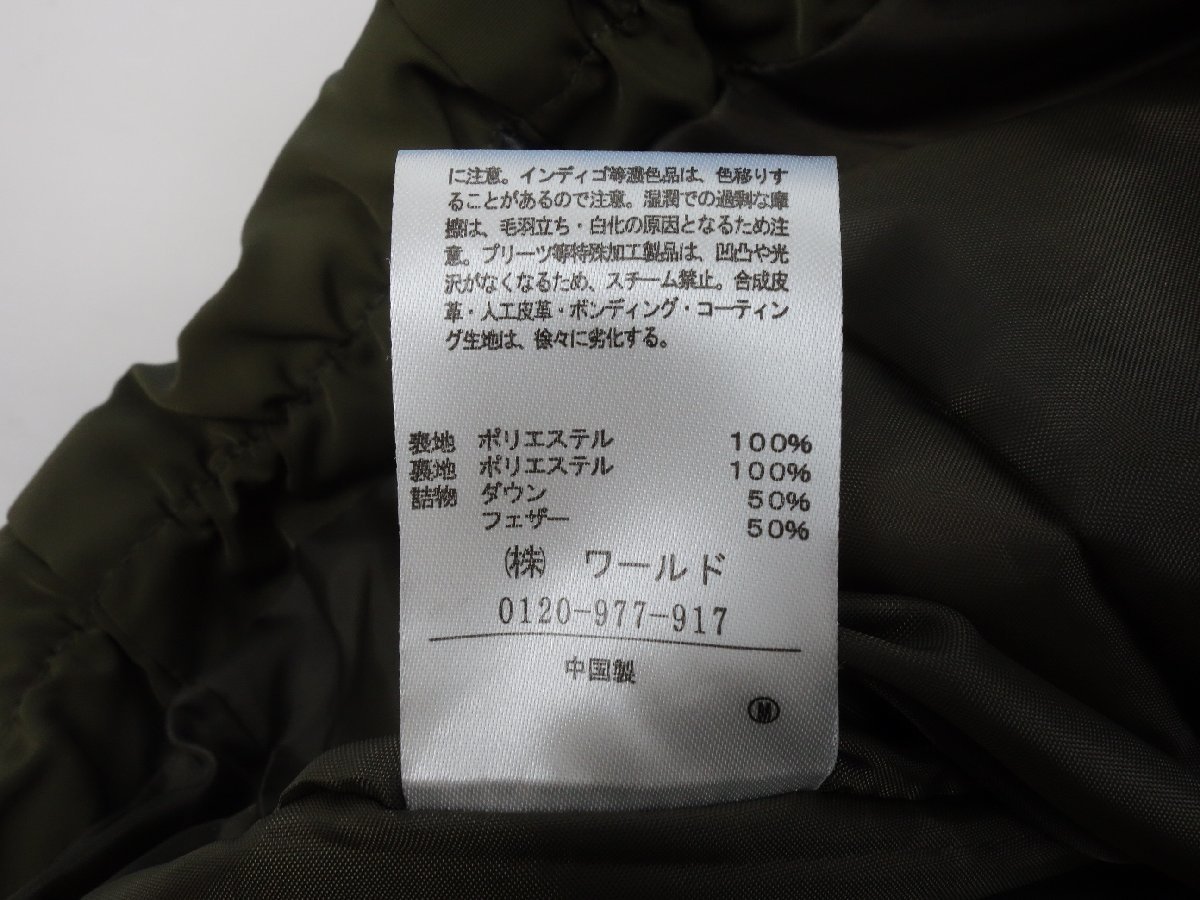 に注意。インディゴ等濃色品は、色移りす
ることがあるので注意。湿潤での過剰な摩
擦は、毛羽立ち・白化の原因となるため注
意。プリーツ等特殊加工製品は、凹凸や光
沢がなくなるため、スチーム禁止。合成皮
革・人工皮革・ボンディング・コーティン
グ生地は、徐々に劣化する。
表地 ポリエステル 100%
裏地 ポリエステル 100%
詰物 ダウン 50%
フェザー 50%
㈱ ワールド
0120-977-917
中国製
Ⓜ